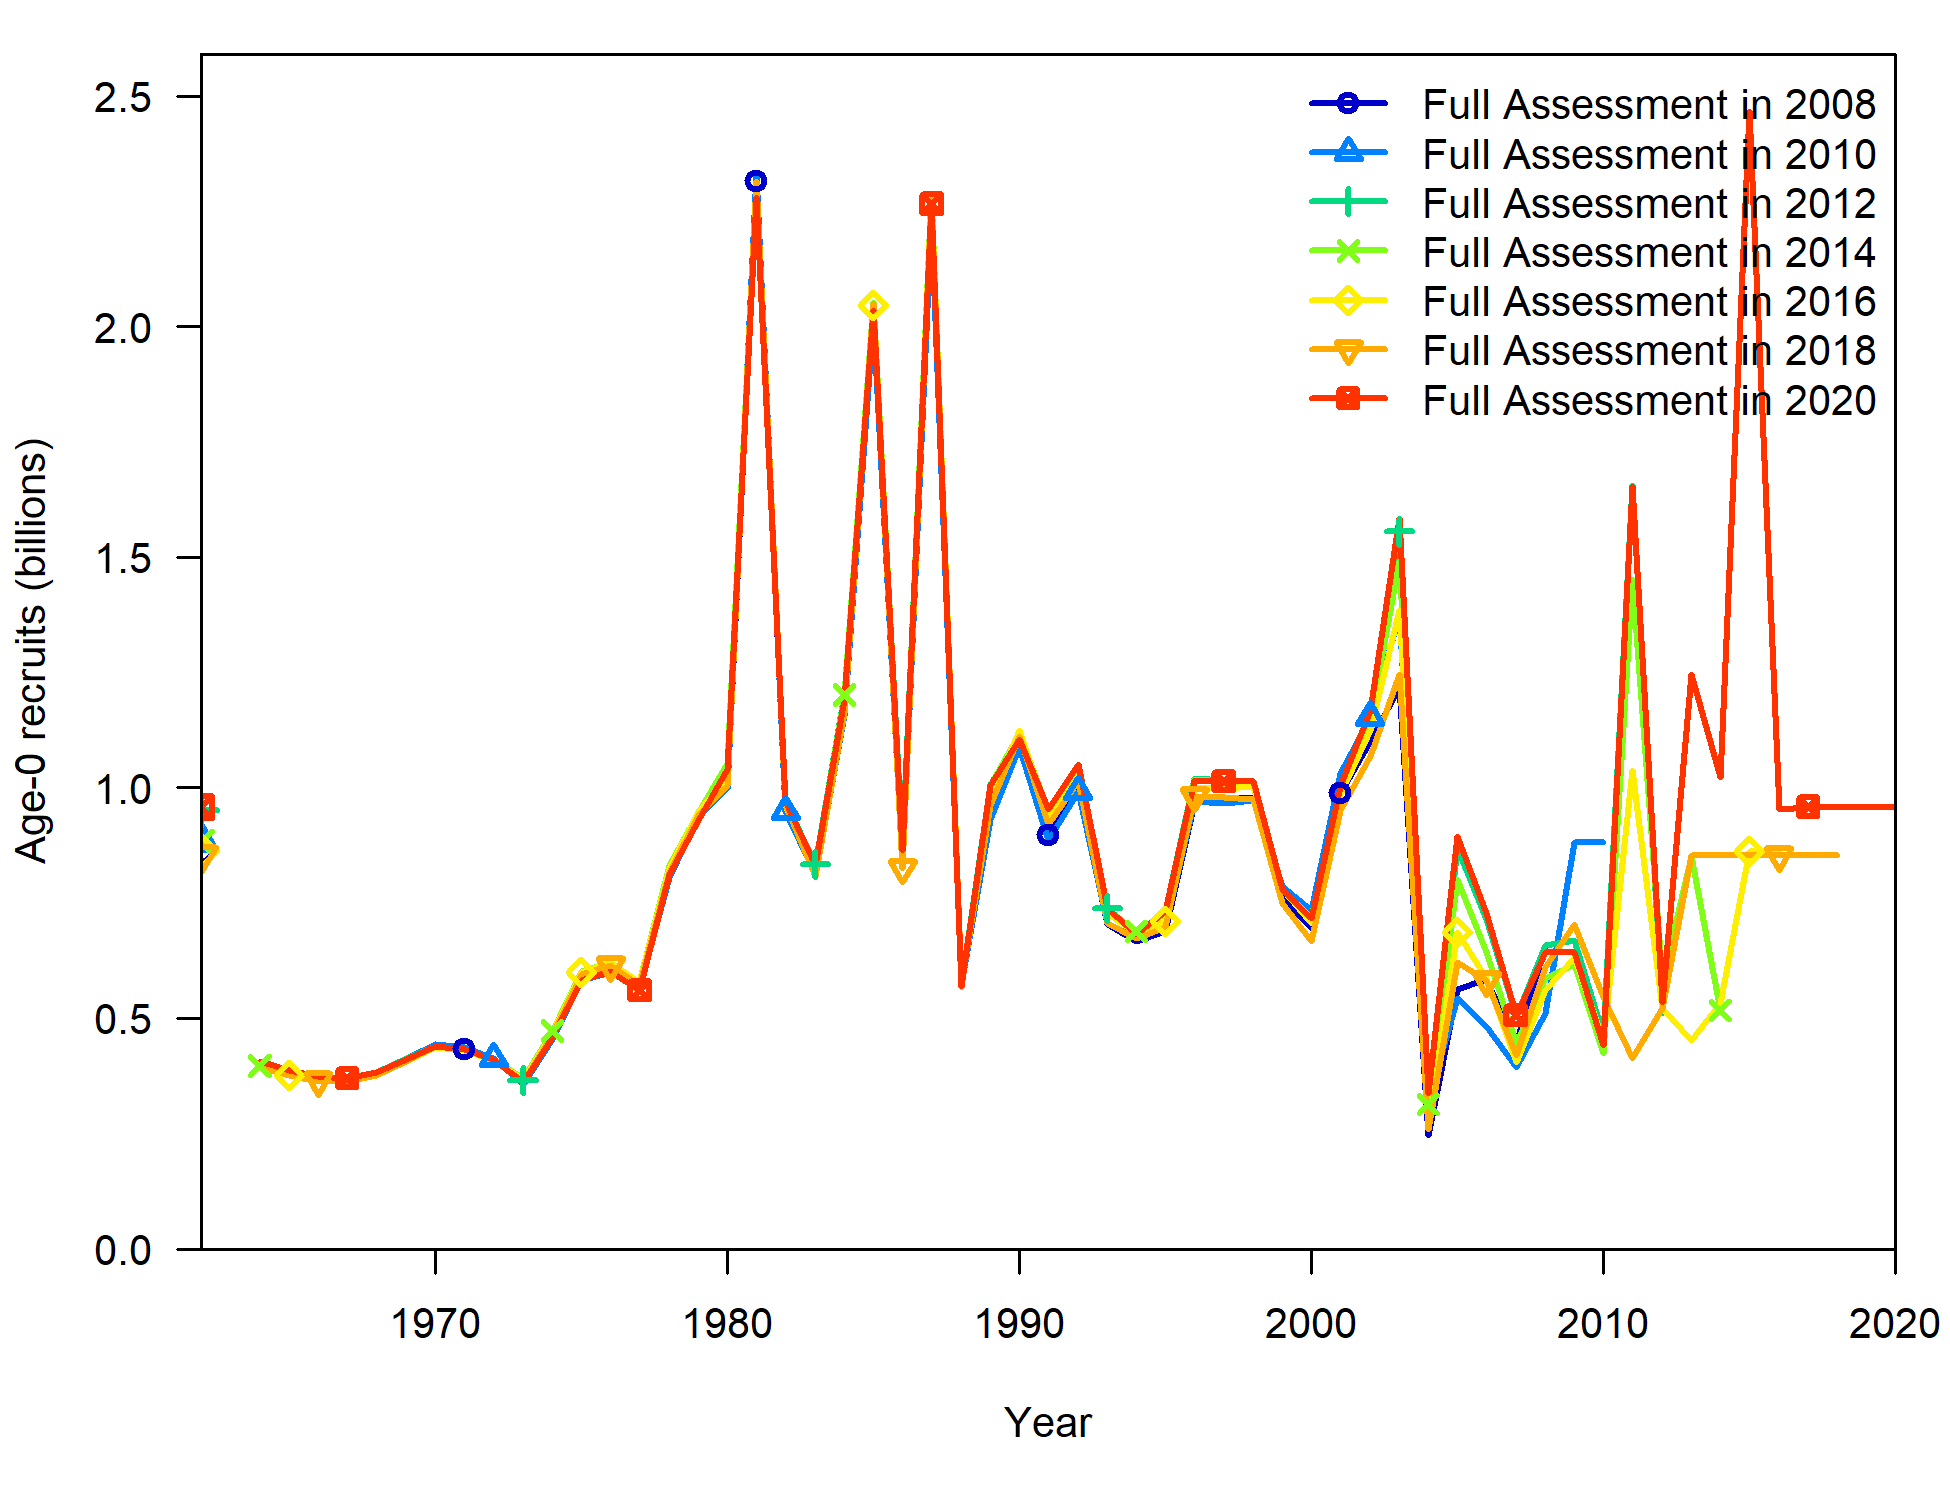 2.5
2.0
1.5
1.0
0.5
0.0
Age-0 recruits (billions)
Full Assessment in 2008
Full Assessment in 2010
Full Assessment in 2012
Full Assessment in 2014
Full Assessment in 2016
Full Assessment in 2018
Full Assessment in 2020
1970 1980 1990 2000 2010 2020
Year